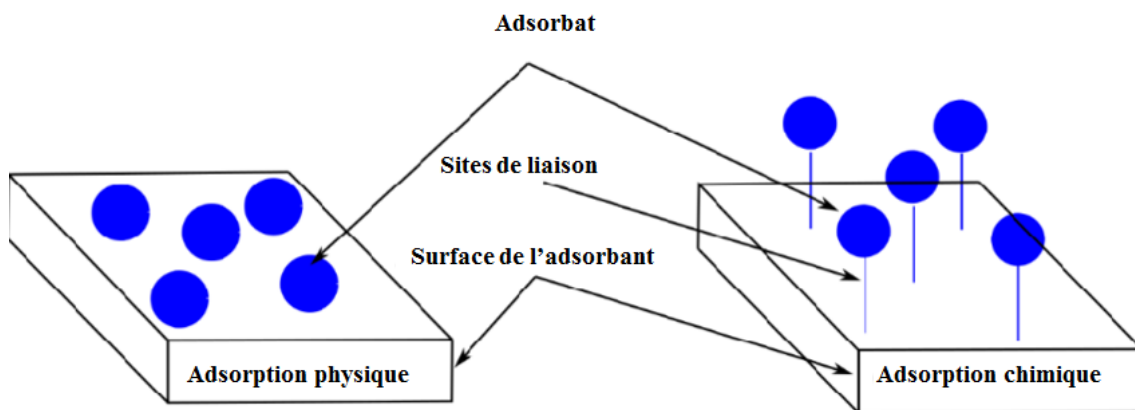 Adsorbat
Sites de liaison
Surface de l’adsorbant
Adsorption physique
Adsorption chimique